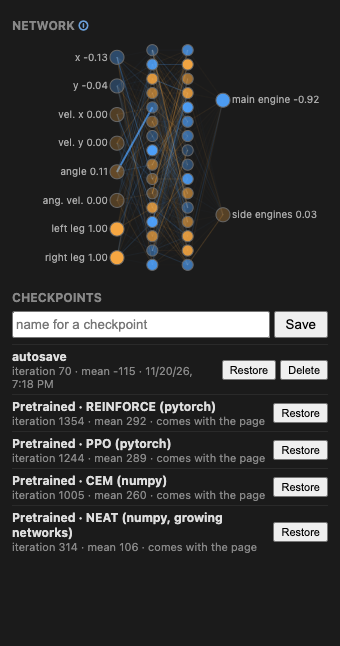 NETWORK
x -0.13
y -0.04
vel. x 0.00
vel. y 0.00
angle 0.11
ang. vel. 0.00
left leg 1.00
right leg 1.00
main engine -0.92
side engines 0.03
CHECKPOINTS
name for a checkpoint
Save
autosave
iteration 70 · mean -115 · 11/20/26,
7:18 PM
Restore
Delete
Pretrained · REINFORCE (pytorch)
iteration 1354 · mean 292 · comes with the page
Restore
Pretrained · PPO (pytorch)
iteration 1244 · mean 289 · comes with the page
Restore
Pretrained · CEM (numpy)
iteration 1005 · mean 260 · comes with the page
Restore
Pretrained · NEAT (numpy, growing
networks)
iteration 314 · mean 106 · comes with the page
Restore